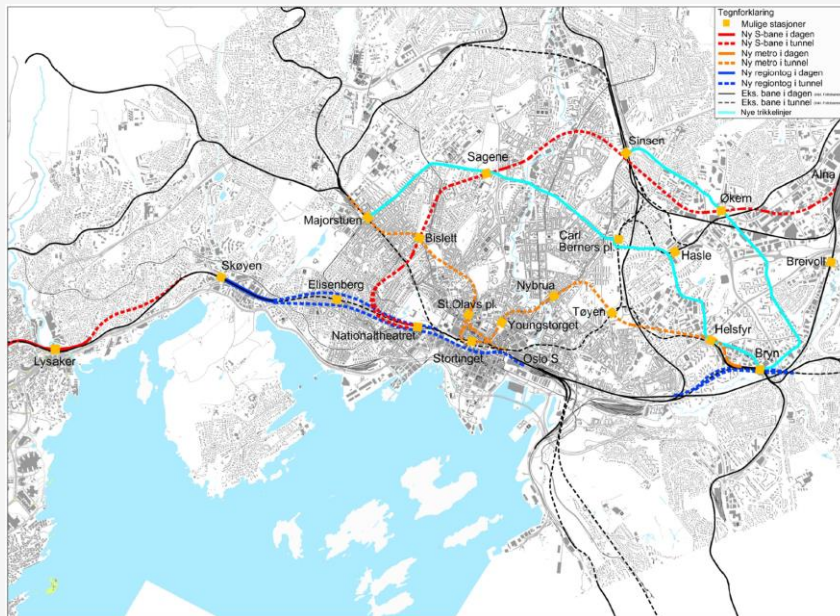 Tegnforklaring
Mulige stasjoner
Ny S-bane i dagen
Ny S-bane i tunnel
Ny metro i dagen
Ny metro i tunnel
Ny regiontog i dagen
Ny regiontog i tunnel
Eks. bane i dagen
Eks. bane i tunnel
Nye trikkelinjer
Sinsen
Sagene
Alna
Økern
Majorstuen
Bislett
Carl
Berners pl.
Hasle
Breivoll
Skøyen
Elisenberg
Nybrua
St.Olavs pl.
Tøyen
Youngstorget
Nationaltheatret
Helsfyr
Lysaker
Stortinget
Oslo S
Bryn